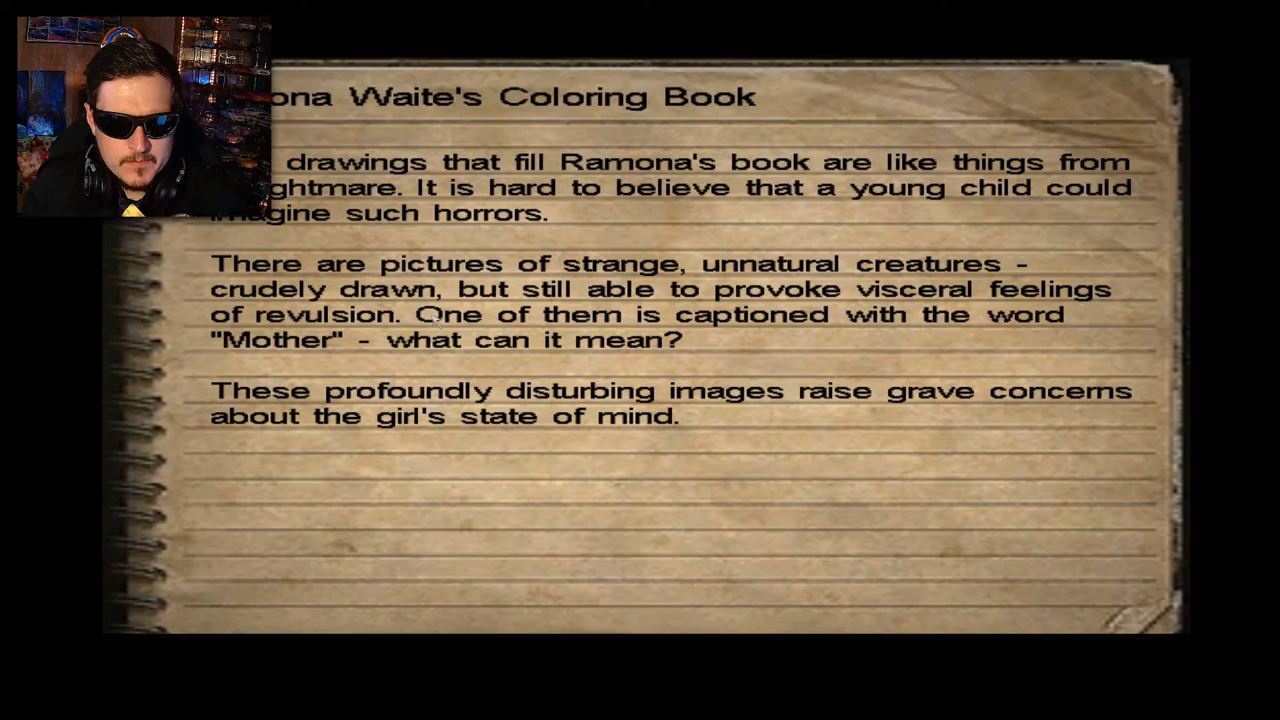 ona Waite's Coloring Book
drawings that fill Ramona's book are like things from
ghtmare. It is hard to believe that a young child could
imagine such horrors.
There are pictures of strange, unnatural creatures -
crudely drawn, but still able to provoke visceral feelings
of revulsion. One of them is captioned with the word
"Mother" - what can it mean?
These profoundly disturbing images raise grave concerns
about the girl's state of mind.